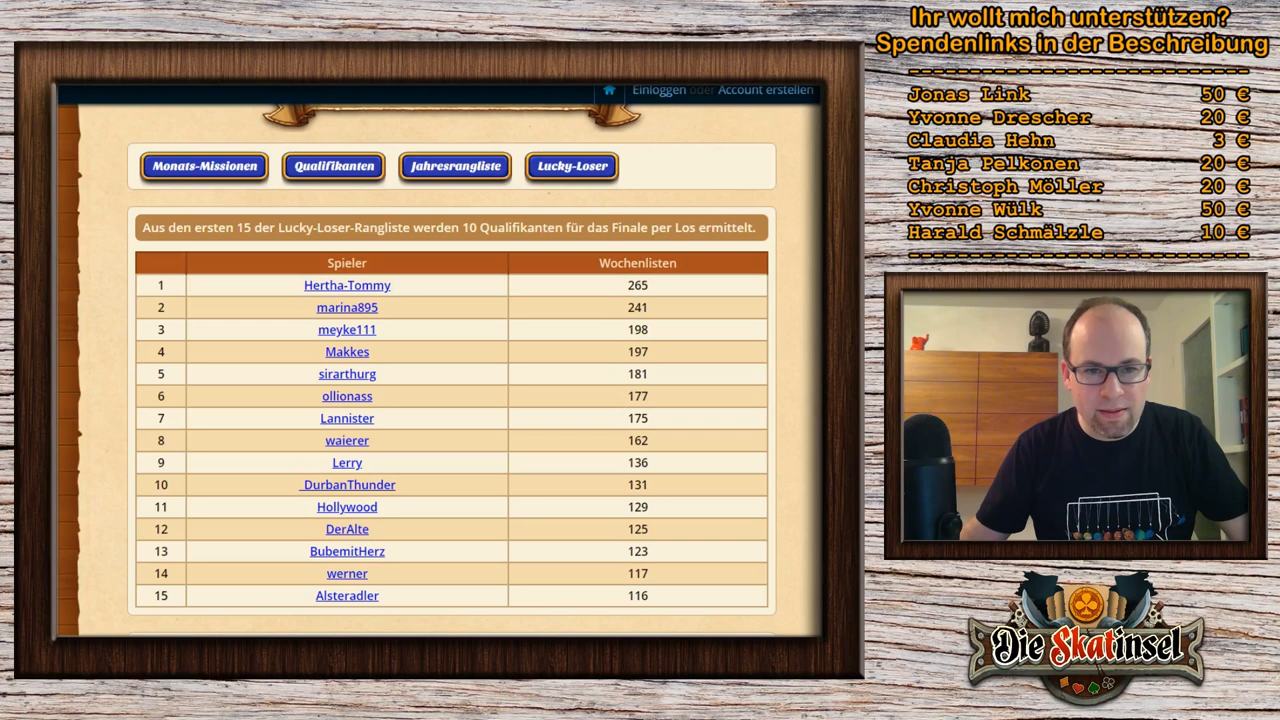 Ihr wollt mich unterstützen?
Spendenlinks in der Beschreibung
Jonas Link 50 €
Yvonne Drescher 20 €
Claudia Hehn 3 €
Tanja Pelkonen 20 €
Christoph Möller 20 €
Yvonne Wülk 50 €
Harald Schmälzle 10 €
Einloggen oder Account erstellen
Monats-Missionen Qualifikanten Jahresrangliste Lucky-Loser
Aus den ersten 15 der Lucky-Loser-Rangliste werden 10 Qualifikanten für das Finale per Los ermittelt.
Spieler Wochenlisten
1 Hertha-Tommy 265
2 marina895 241
3 meyke111 198
4 Makkes 197
5 sirarthurg 181
6 ollionass 177
7 Lannister 175
8 waierer 162
9 Lerry 136
10 _DurbanThunder 131
11 Hollywood 129
12 DerAlte 125
13 BubemitHerz 123
14 werner 117
15 Alsteradler 116
Die Skatinsel